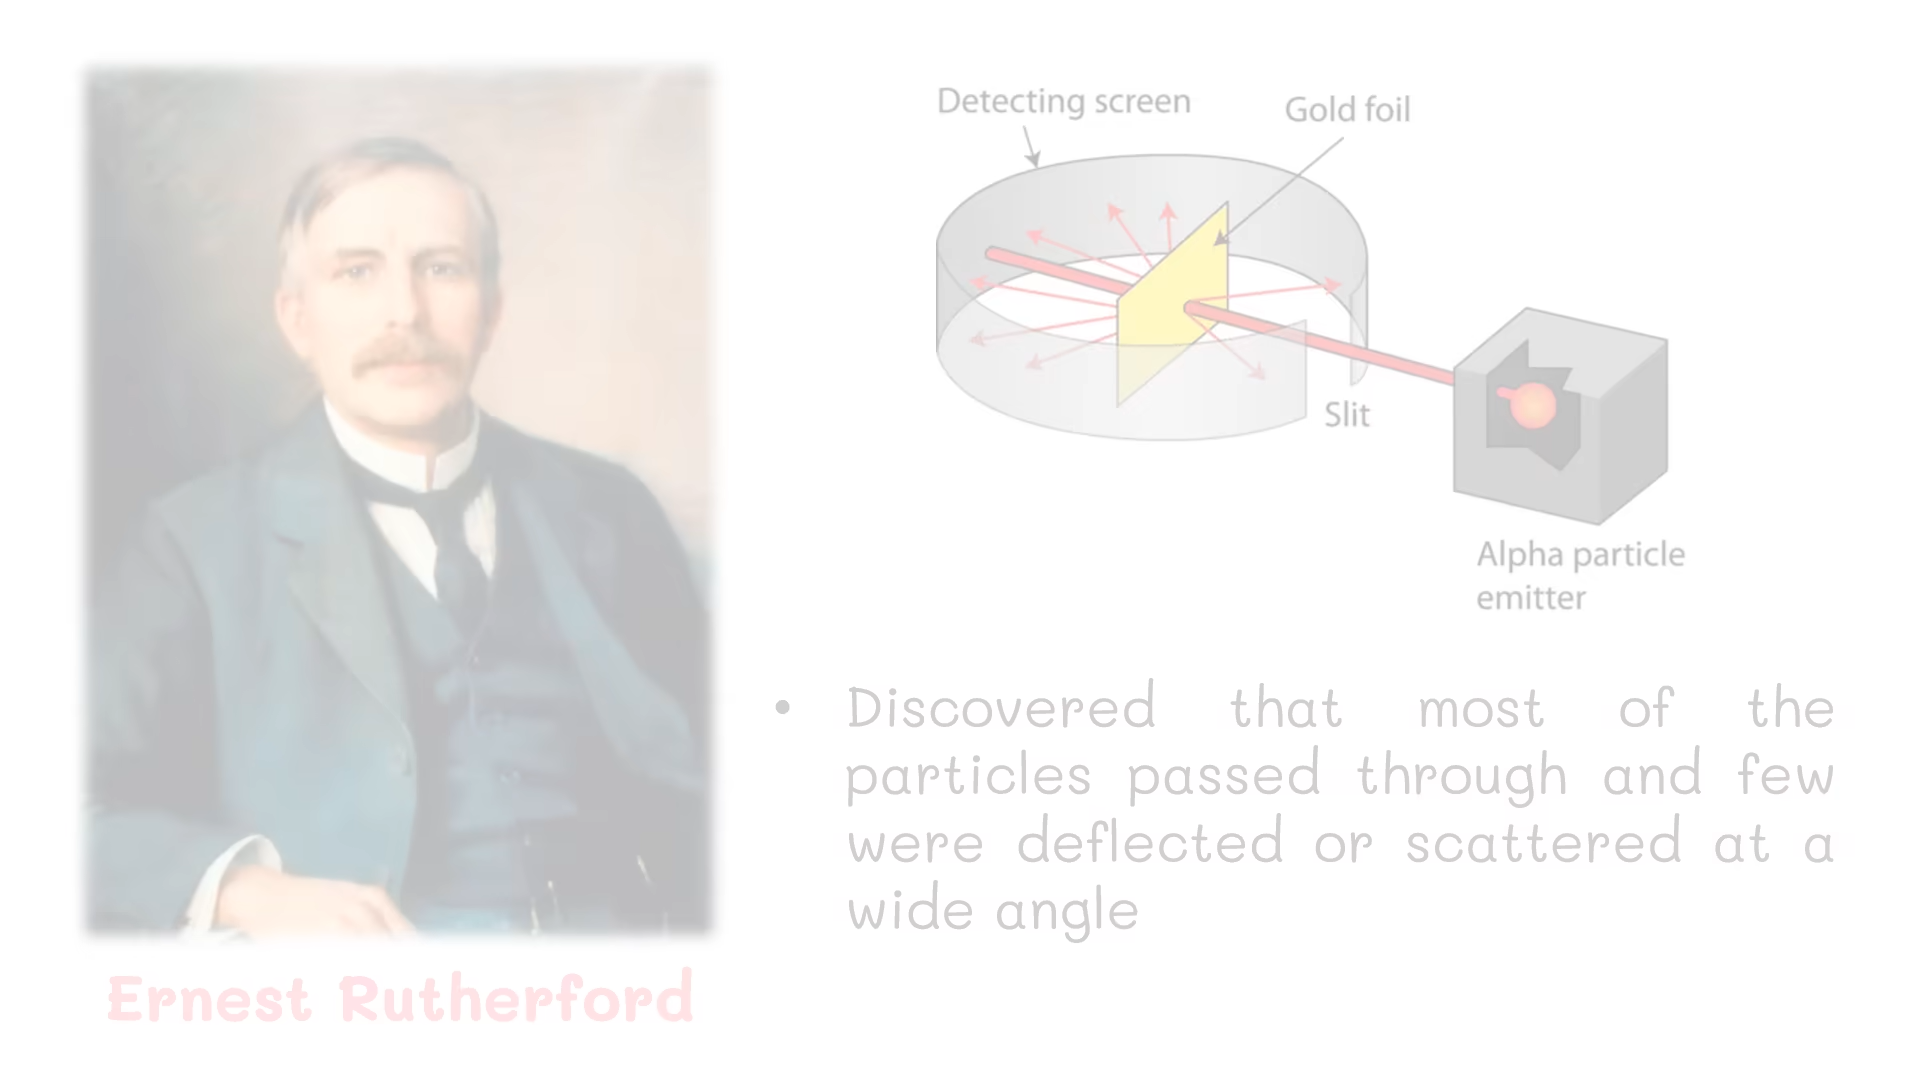 Detecting screen
Gold foil
Slit
Alpha particle
emitter
• Discovered that most of the
particles passed through and few
were deflected or scattered at a
wide angle
Ernest Rutherford